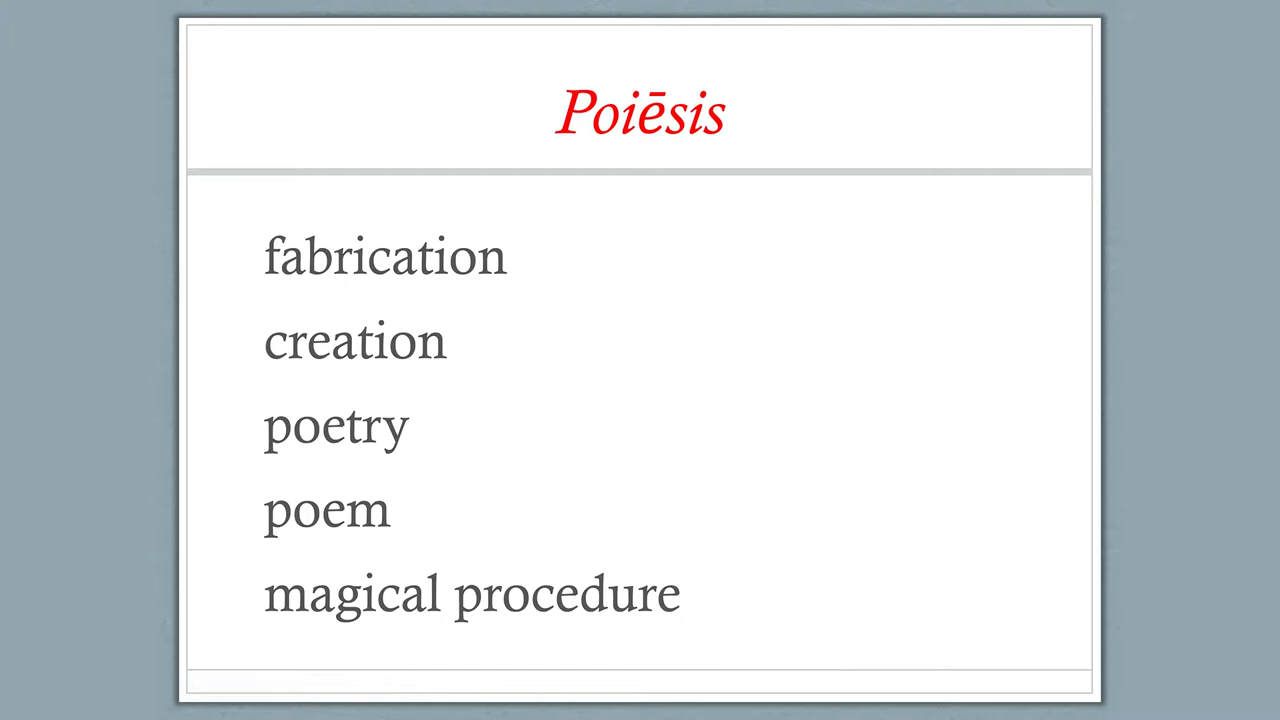 Poiēsis
fabrication
creation
poetry
poem
magical procedure